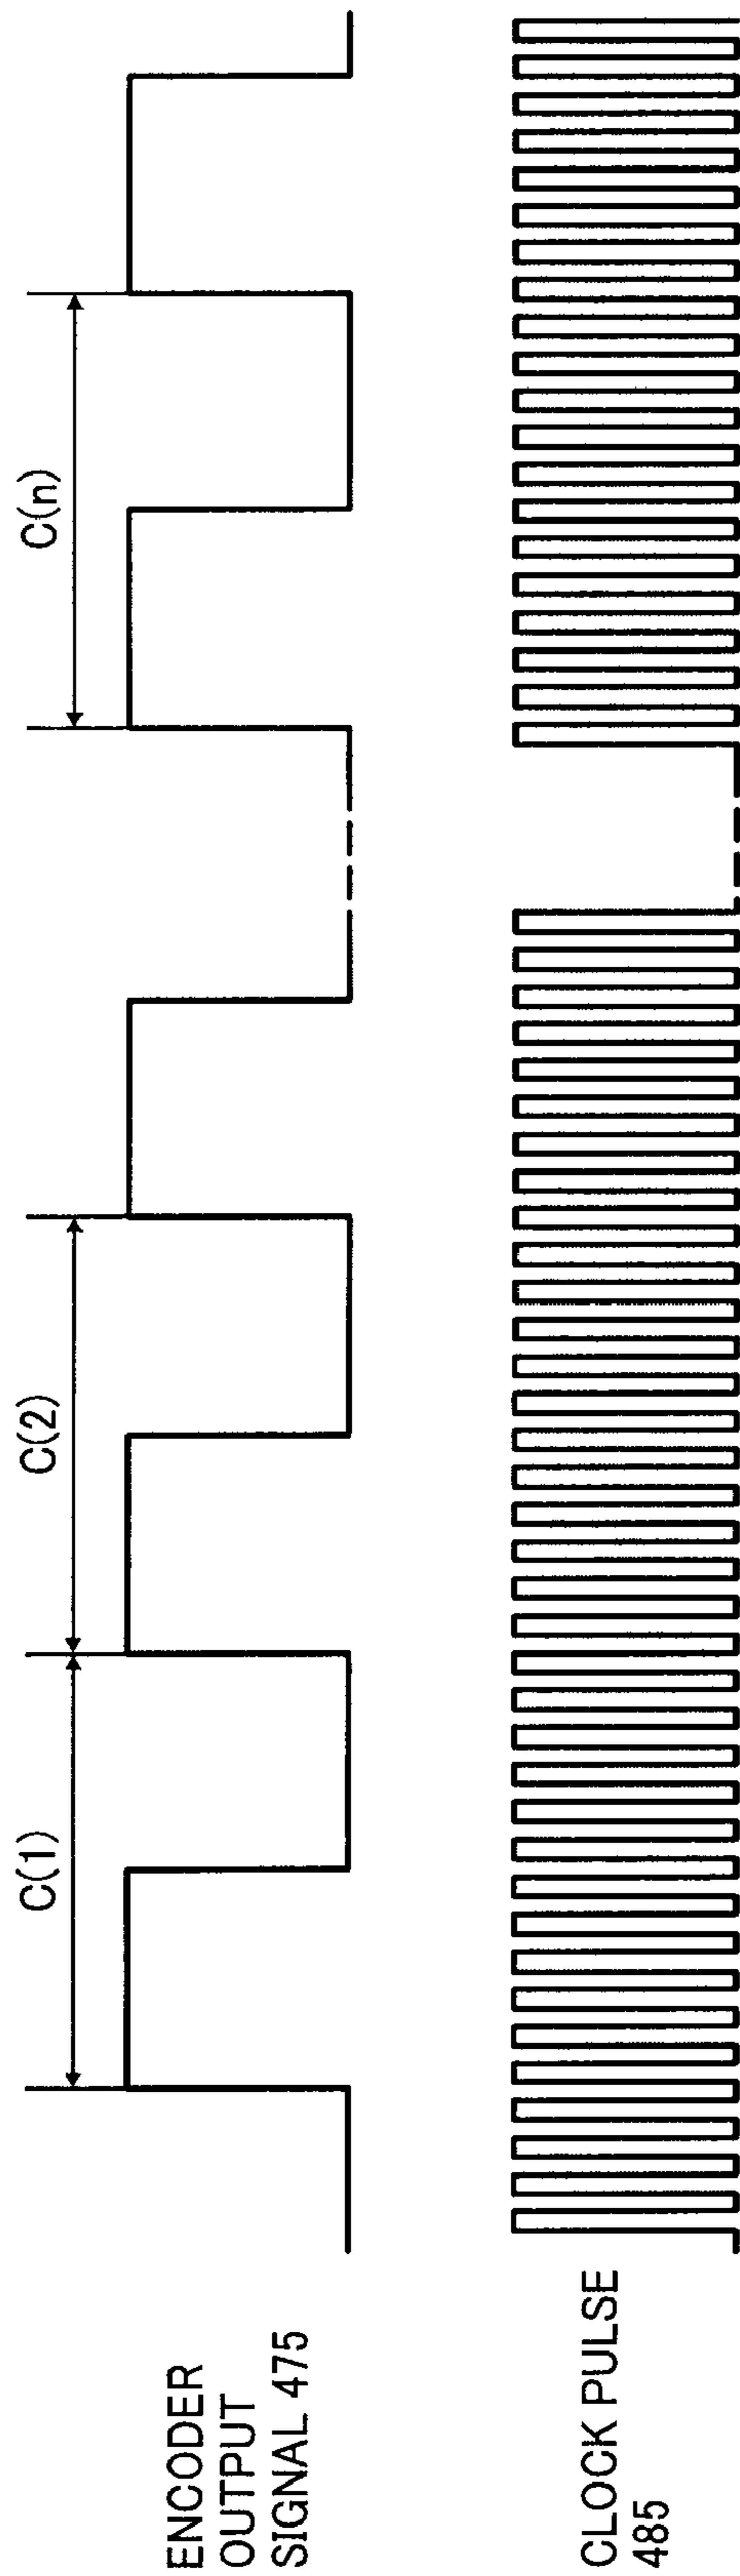 C(1)
C(2)
C(n)
ENCODER
OUTPUT
SIGNAL 475
CLOCK PULSE
485